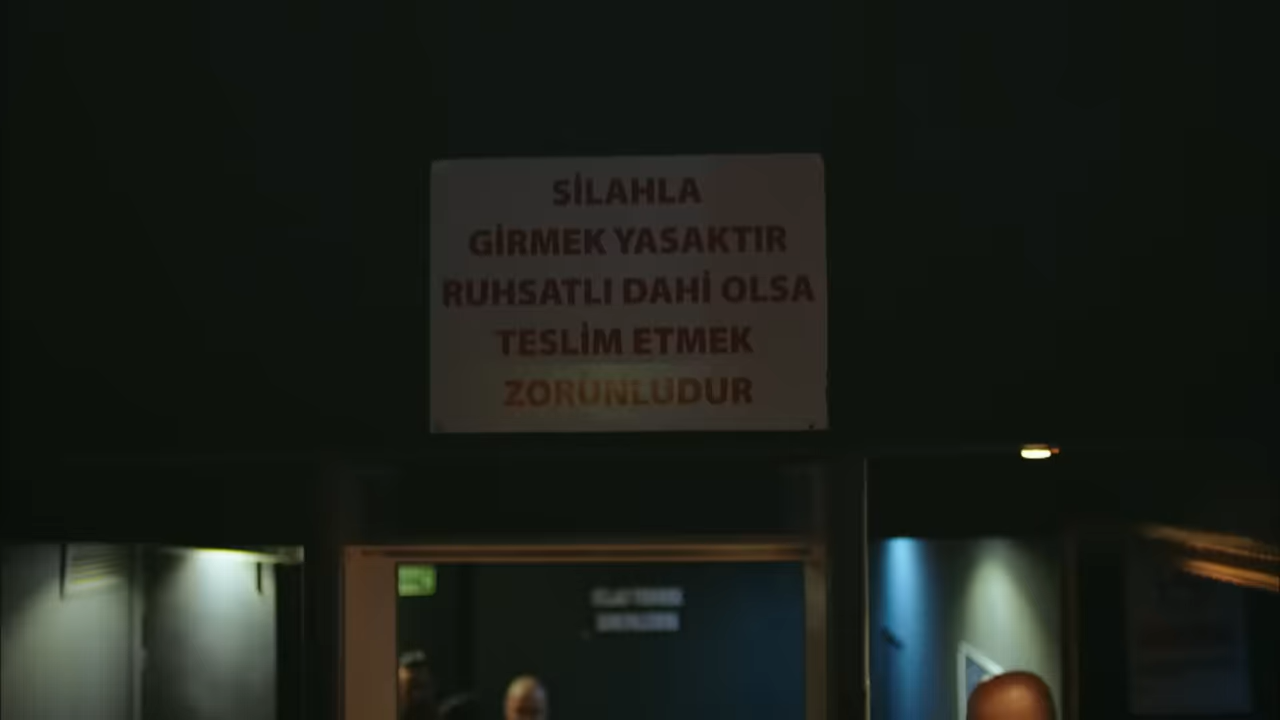 SİLAHLA
GİRMEK YASAKTIR
RUHSATLI DAHİ OLSA
TESLİM ETMEK
ZORUNLUDUR